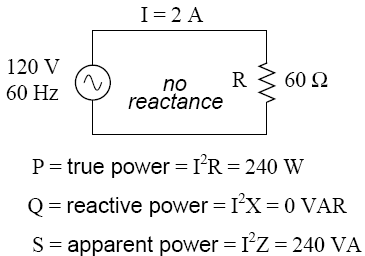 I = 2 A
120 V
60 Hz
no
reactance
R
60 Ω
P = true power = I²R = 240 W
Q = reactive power = I²X = 0 VAR
S = apparent power = I²Z = 240 VA